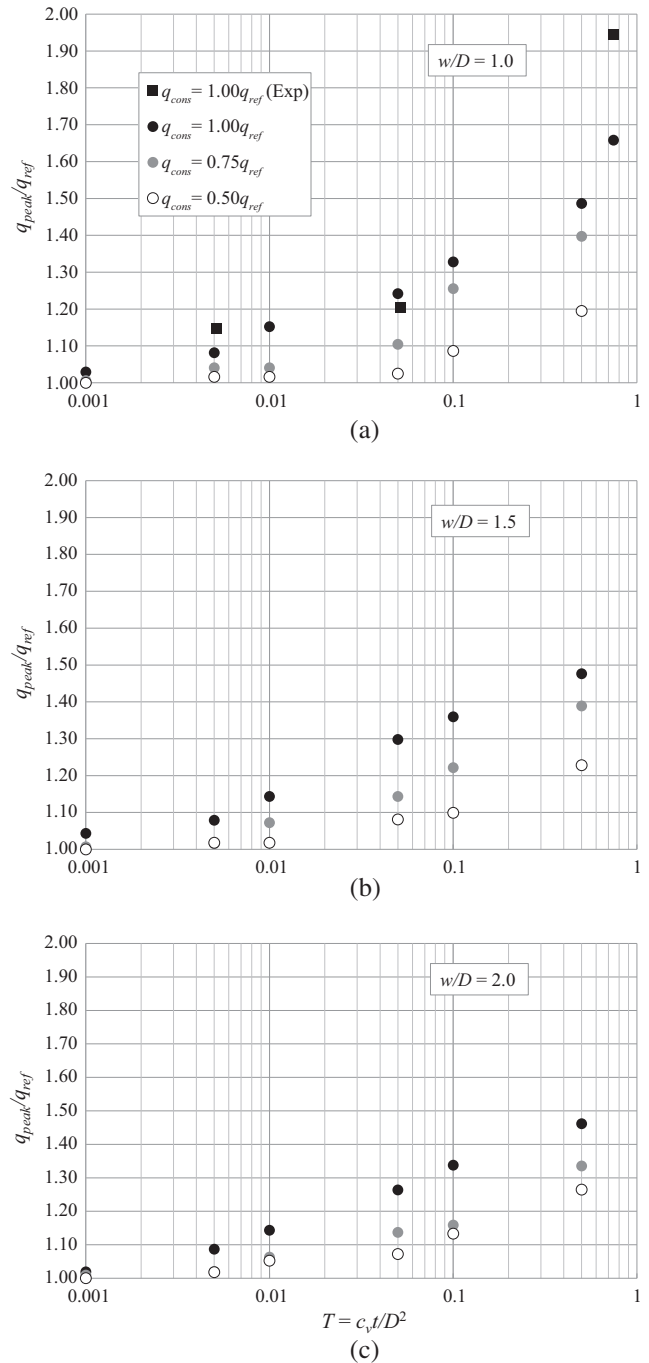 2.00
1.90
w/D = 1.0
1.80
q_cons = 1.00q_ref (Exp)
1.70
q_cons = 1.00q_ref
1.60
q_cons = 0.75q_ref
1.50
q_cons = 0.50q_ref
1.40
1.30
1.20
1.10
1.00
q_peak/q_ref
0.001 0.01 0.1 1
(a)
2.00
1.90
w/D = 1.5
1.80
1.70
1.60
1.50
1.40
1.30
1.20
1.10
1.00
q_peak/q_ref
0.001 0.01 0.1 1
(b)
2.00
1.90
w/D = 2.0
1.80
1.70
1.60
1.50
1.40
1.30
1.20
1.10
1.00
q_peak/q_ref
0.001 0.01 0.1 1
T = c_v t/D²
(c)